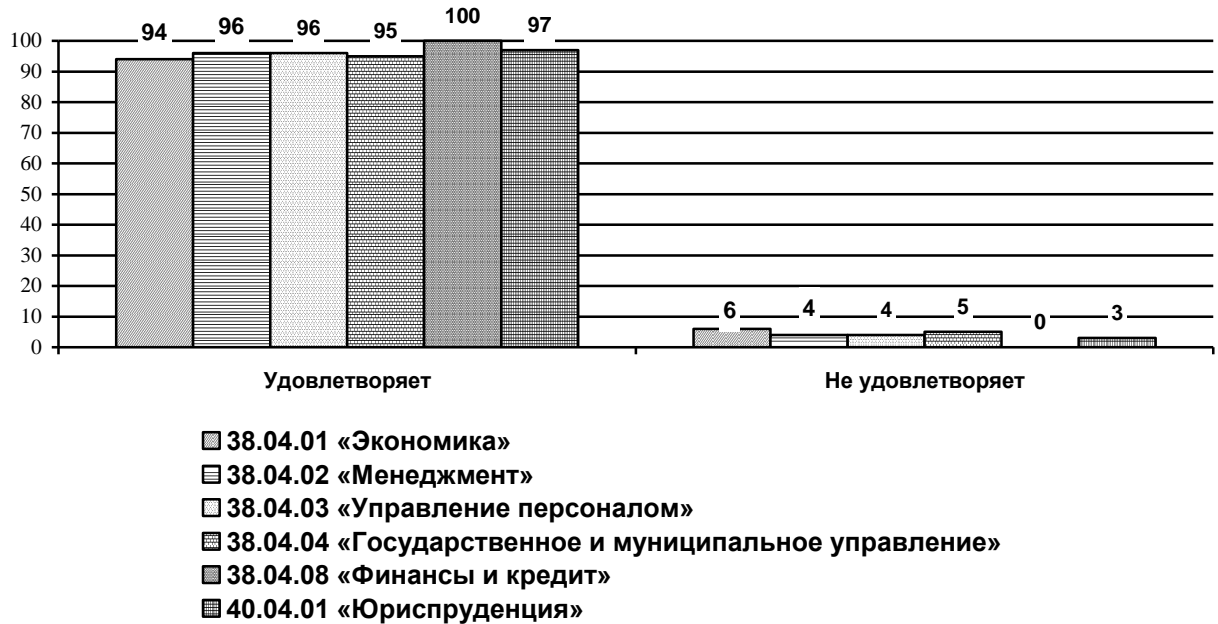 94 96 96 95 100 97
100
90
80
70
60
50
40
30
20
10
0
6 4 4 5 0 3
Удовлетворяет Не удовлетворяет
38.04.01 «Экономика»
38.04.02 «Менеджмент»
38.04.03 «Управление персоналом»
38.04.04 «Государственное и муниципальное управление»
38.04.08 «Финансы и кредит»
40.04.01 «Юриспруденция»